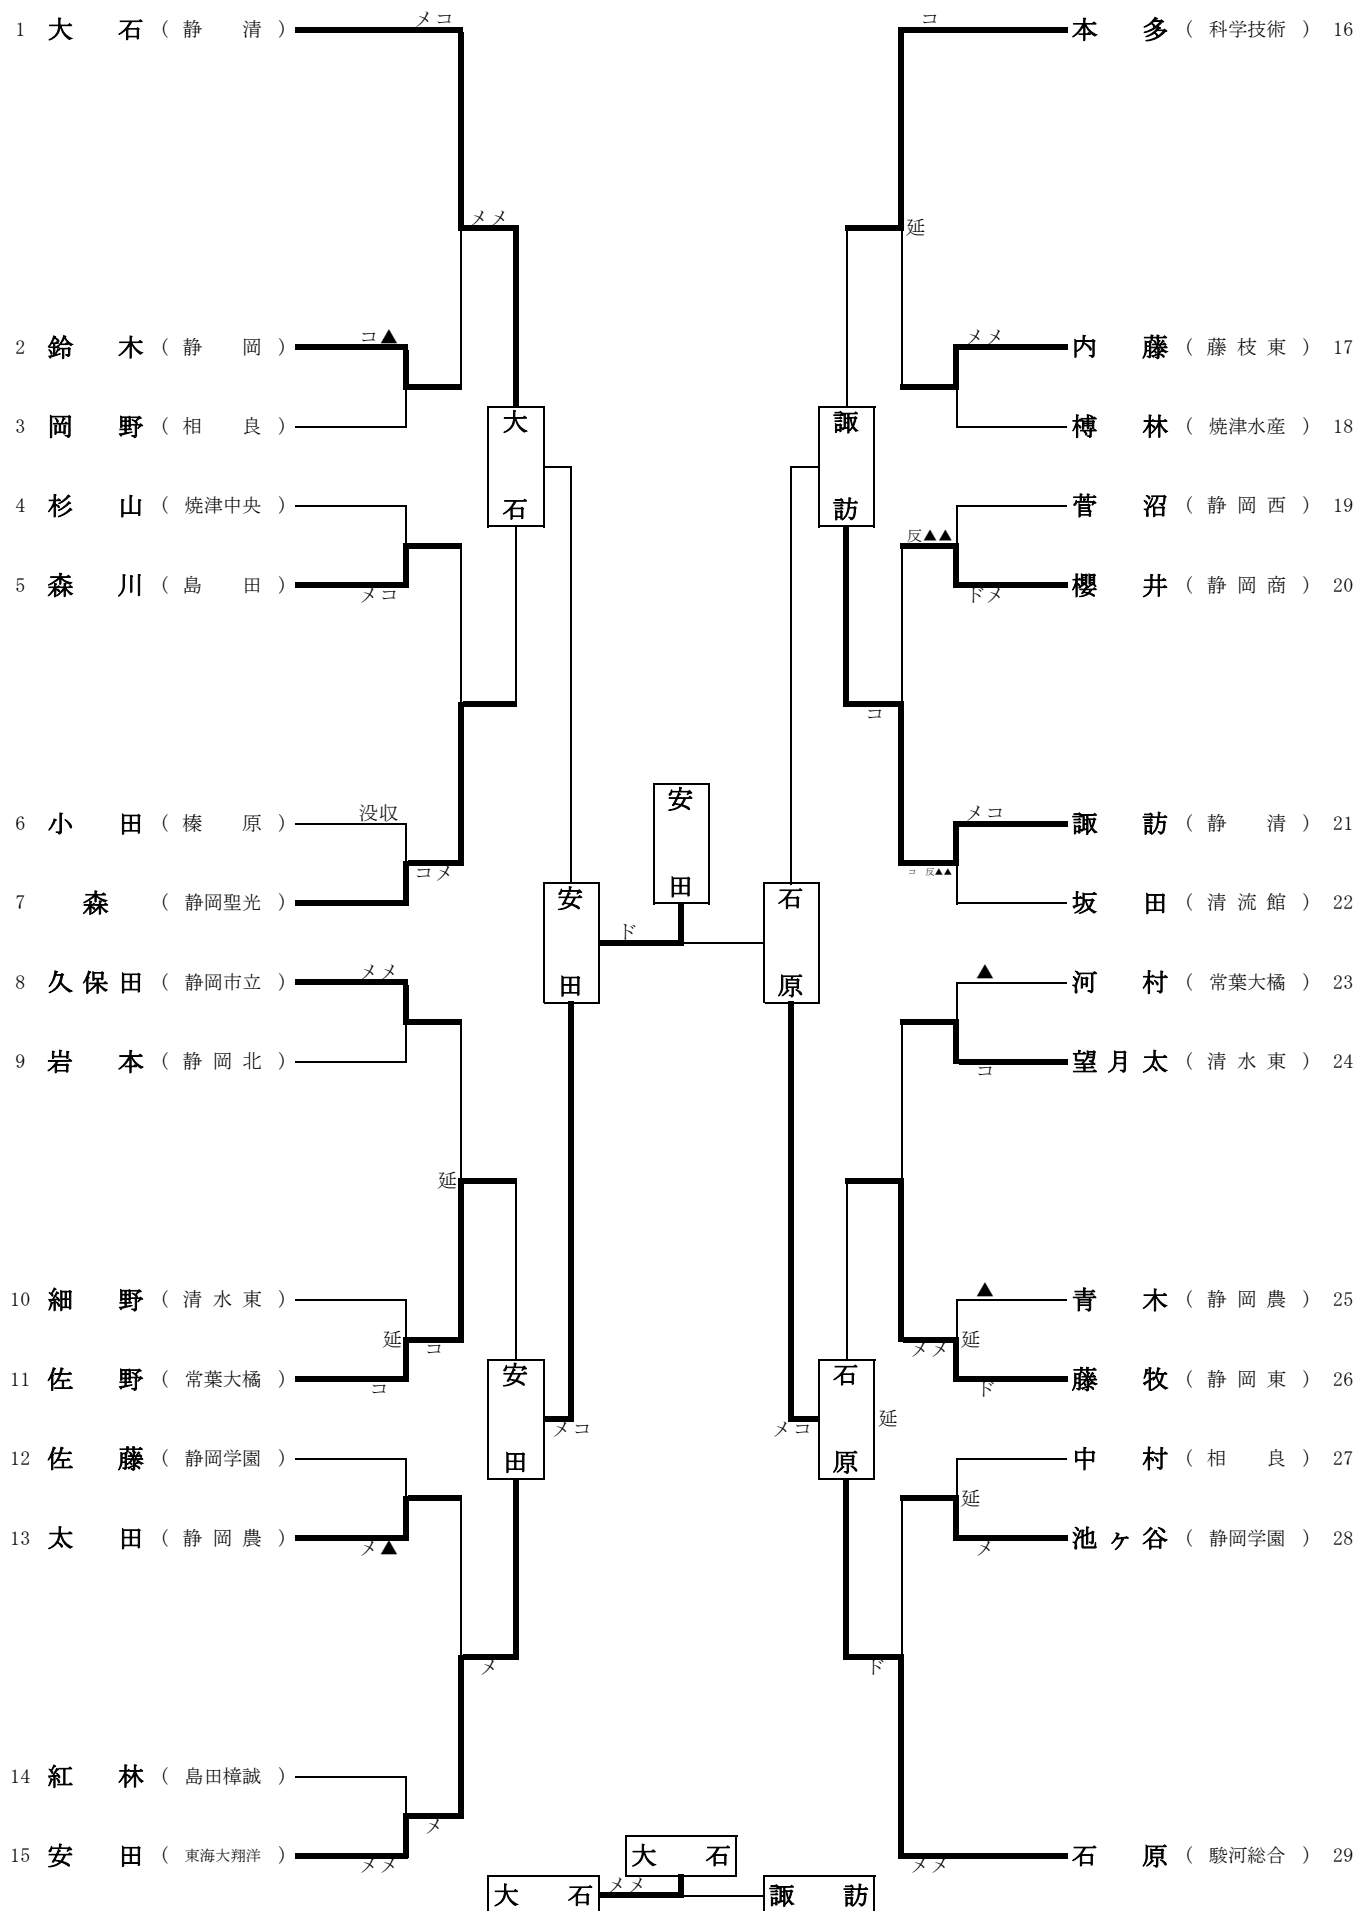 メコ
1 大石 ( 静清 )
コ
本多 ( 科学技術 ) 16
メメ
延
コ▲
2 鈴木 ( 静岡 )
メメ
内藤 ( 藤枝東 ) 17
3 岡野 ( 相良 )
大石
諏訪
榑林 ( 焼津水産 ) 18
4 杉山 ( 焼津中央 )
菅沼 ( 静岡西 ) 19
反▲▲
5 森川 ( 島田 )
メコ
ドメ
櫻井 ( 静岡商 ) 20
コ
没収
6 小田 ( 榛原 )
安田
メコ
諏訪 ( 静清 ) 21
コメ
コ 反▲▲
7 森 ( 静岡聖光 )
坂田 ( 清流館 ) 22
安田
ド
石原
メメ
8 久保田 ( 静岡市立 )
▲
河村 ( 常葉大橘 ) 23
9 岩本 ( 静岡北 )
コ
望月太 ( 清水東 ) 24
延
10 細野 ( 清水東 )
▲
青木 ( 静岡農 ) 25
延
コ
メメ
延
11 佐野 ( 常葉大橘 )
コ
安田
石原
ド
藤牧 ( 静岡東 ) 26
メコ
メコ
延
12 佐藤 ( 静岡学園 )
中村 ( 相良 ) 27
延
13 太田 ( 静岡農 )
メ▲
メ
池ヶ谷 ( 静岡学園 ) 28
メ
ド
14 紅林 ( 島田樟誠 )
メ
15 安田 ( 東海大翔洋 )
メメ
大石
メメ
石原 ( 駿河総合 ) 29
大石
メメ
諏訪